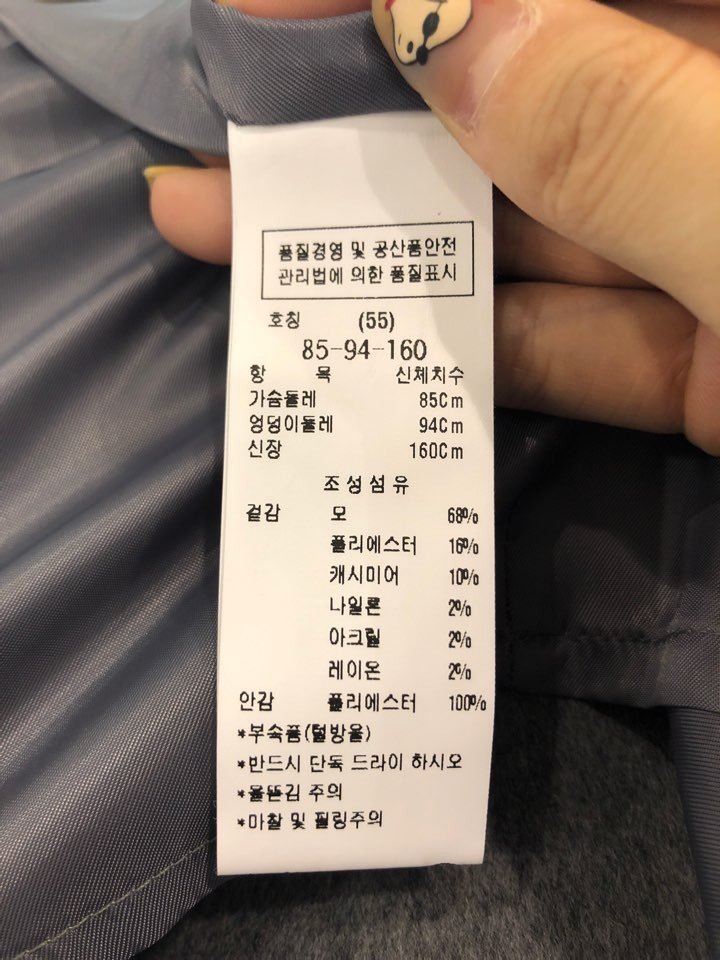 품질경영 및 공산품안전
관리법에 의한 품질표시
호칭 (55)
85-94-160
항 목 신체치수
가슴둘레 85Cm
엉덩이둘레 94Cm
신장 160Cm
조성섬유
겉감 모 68%
폴리에스터 16%
캐시미어 10%
나일론 2%
아크릴 2%
레이온 2%
안감 폴리에스터 100%
*부속품(털방울)
*반드시 단독 드라이 하시오
*올뜯김 주의
*마찰 및 필링주의